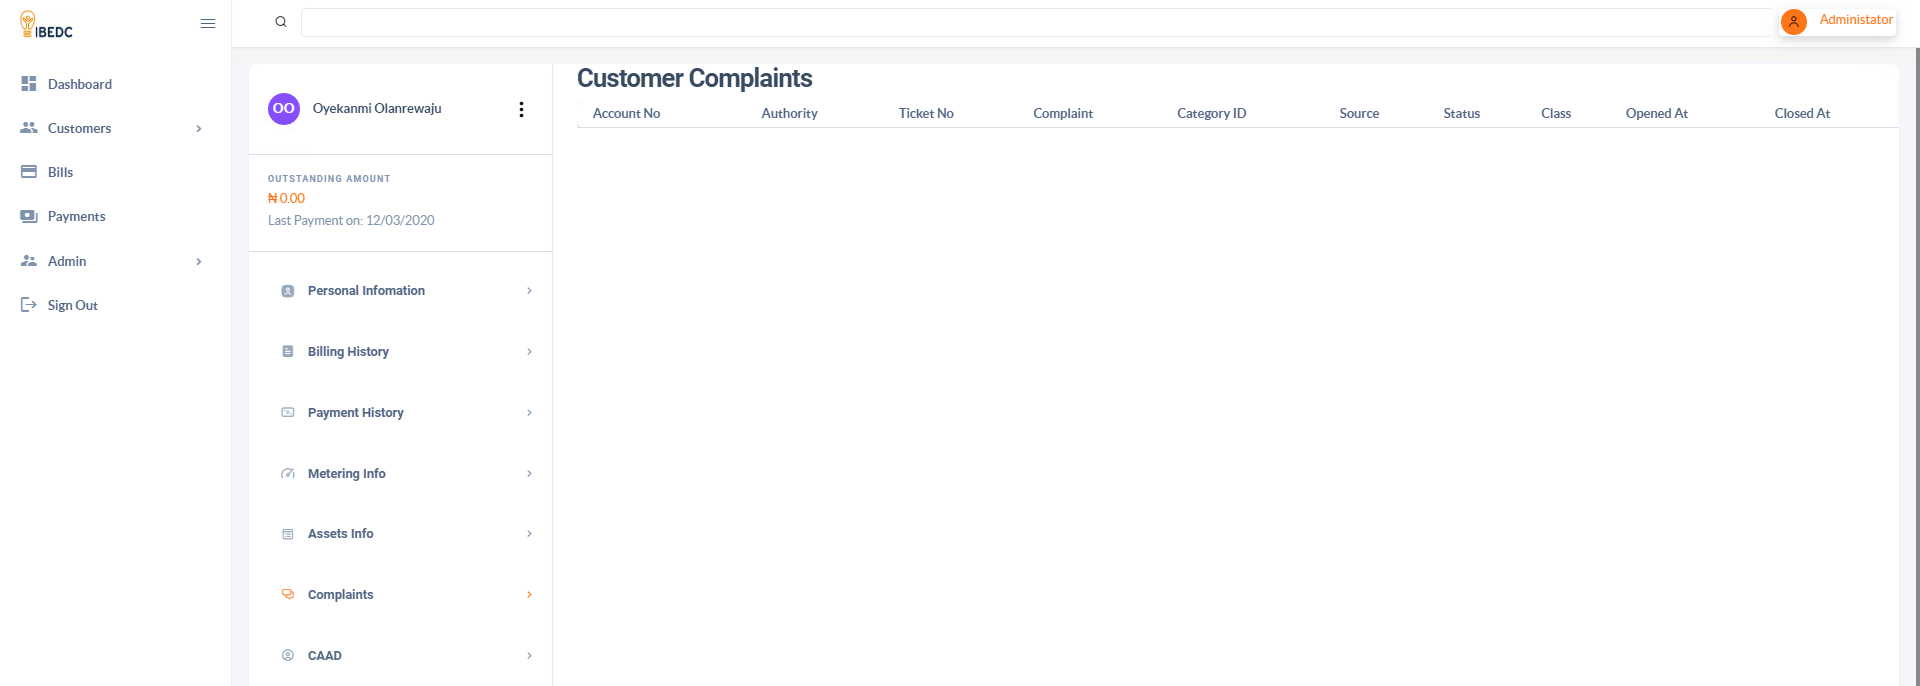 IBEDC
Administator
Dashboard
Customers
Bills
Payments
Admin
Sign Out
OO
Oyekanmi Olanrewaju
OUTSTANDING AMOUNT
₦ 0.00
Last Payment on: 12/03/2020
Personal Infomation
Billing History
Payment History
Metering Info
Assets Info
Complaints
CAAD
Customer Complaints
Account No Authority Ticket No Complaint Category ID Source Status Class Opened At Closed At